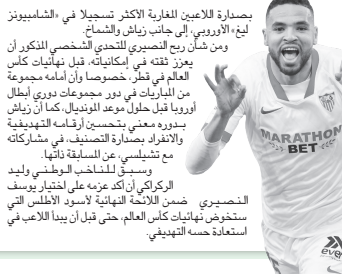 بصدارة اللاعبين المغاربة الأكثر تسجيلا في «الشامبيونز
ليغ» الأوروبي، إلى جانب زياش والشماخ.
ومن شأن ربح النصيري للتحدي الشخصي المذكور أن
يعزز ثقته في إمكانياته، قبل نهائيات كأس
العالم في قطر، خصوصا وأن أمامه مجموعة
من المباريات في دور مجموعات دوري أبطال
أوروبا قبل حلول موعد المونديال، كما أن زياش
بدوره معني بتحسين أرقامه التهديفية
والانفراد بصدارة التصنيف، في مشاركاته
مع تشيلسي، عن المسابقة ذاتها.
وسبق للناخب الوطني وليد
الركراكي أن أكد عزمه على اختيار يوسف
النصيري ضمن اللائحة النهائية لأسود الأطلس التي
ستخوض نهائيات كأس العالم، حتى قبل أن يبدأ اللاعب في
استعادة حسه التهديفي.
MARATHON
BET